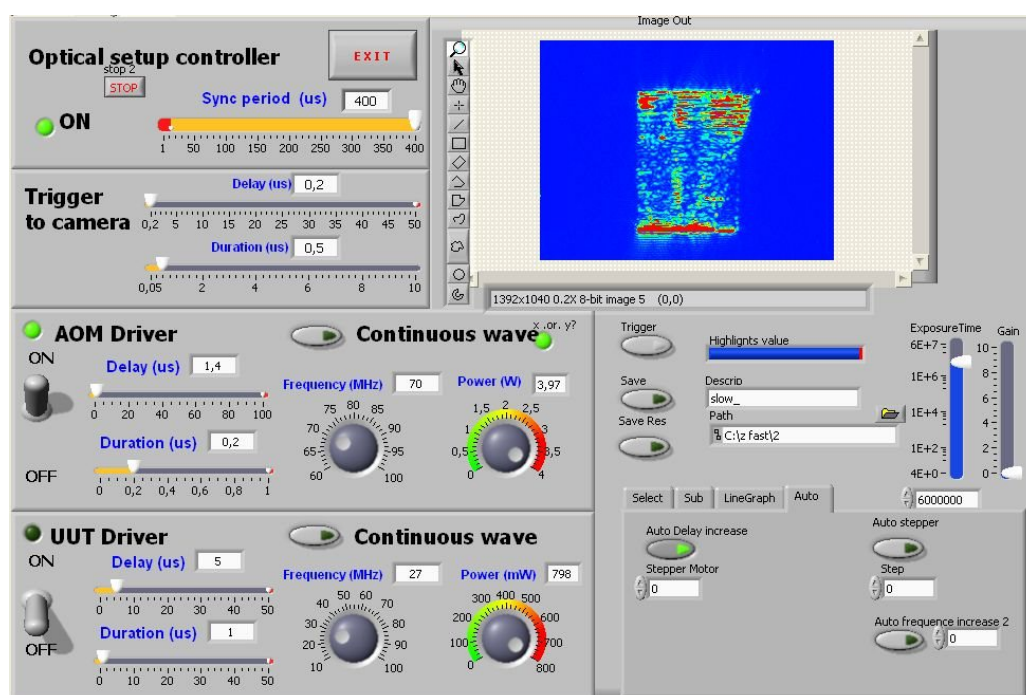 Image Out
Optical setup controller
EXIT
stop 2
STOP
Sync period (us) 400
ON
1 50 100 150 200 250 300 350 400
Trigger to camera
Delay (us) 0,2
0,2 5 10 15 20 25 30 35 40 45 50
Duration (us) 0,5
0,05 2 4 6 8 10
1392x1040 0.2X 8-bit image 5 (0,0)
AOM Driver
Continuous wave
x .or. y?
ON
OFF
Delay (us) 1,4
0 20 40 60 80 100
Duration (us) 0,2
0 0,2 0,4 0,6 0,8 1
Frequency (MHz) 70
60 65 70 75 80 85 90 95 100
Power (W) 3,97
0 0,5 1 1,5 2 2,5 3 3,5 4
UUT Driver
Continuous wave
ON
OFF
Delay (us) 5
0 10 20 30 40 50
Duration (us) 1
0 10 20 30 40 50
Frequency (MHz) 27
10 20 30 40 50 60 70 80 90 100
Power (mW) 798
0 100 200 300 400 500 600 700 800
Trigger
Highlignts value
Save
Descrip
slow_
Save Res
Path
C:\z fast\2
ExposureTime
6E+7
1E+6
1E+4
1E+2
4E+0
6000000
Gain
10
8
6
4
2
0
Select Sub LineGraph Auto
Auto Delay increase
Stepper Motor
0
Auto stepper
Step
0
Auto frequence increase 2
0